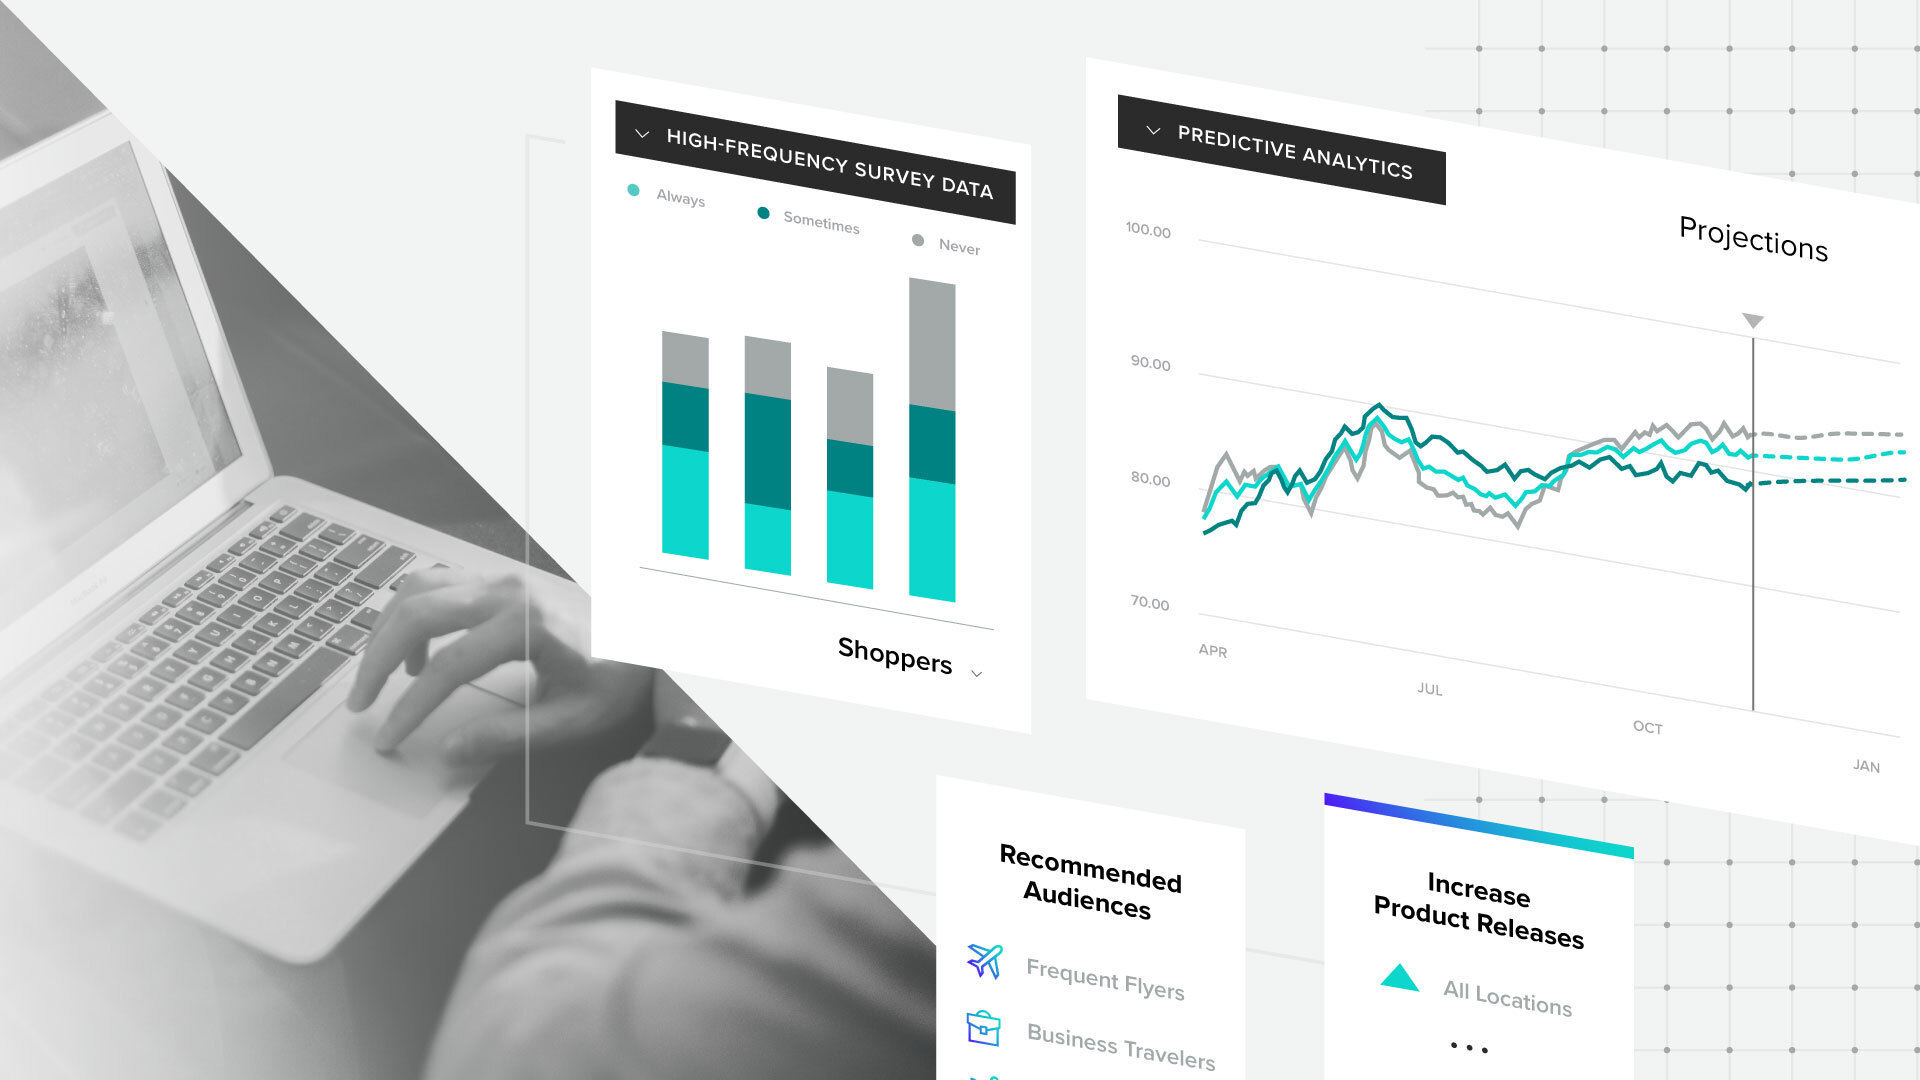 HIGH-FREQUENCY SURVEY DATA
Always
Sometimes
Never
Shoppers
PREDICTIVE ANALYTICS
Projections
100.00
90.00
80.00
70.00
APR
JUL
OCT
JAN
Recommended
Audiences
Frequent Flyers
Business Travelers
Increase
Product Releases
All Locations
...